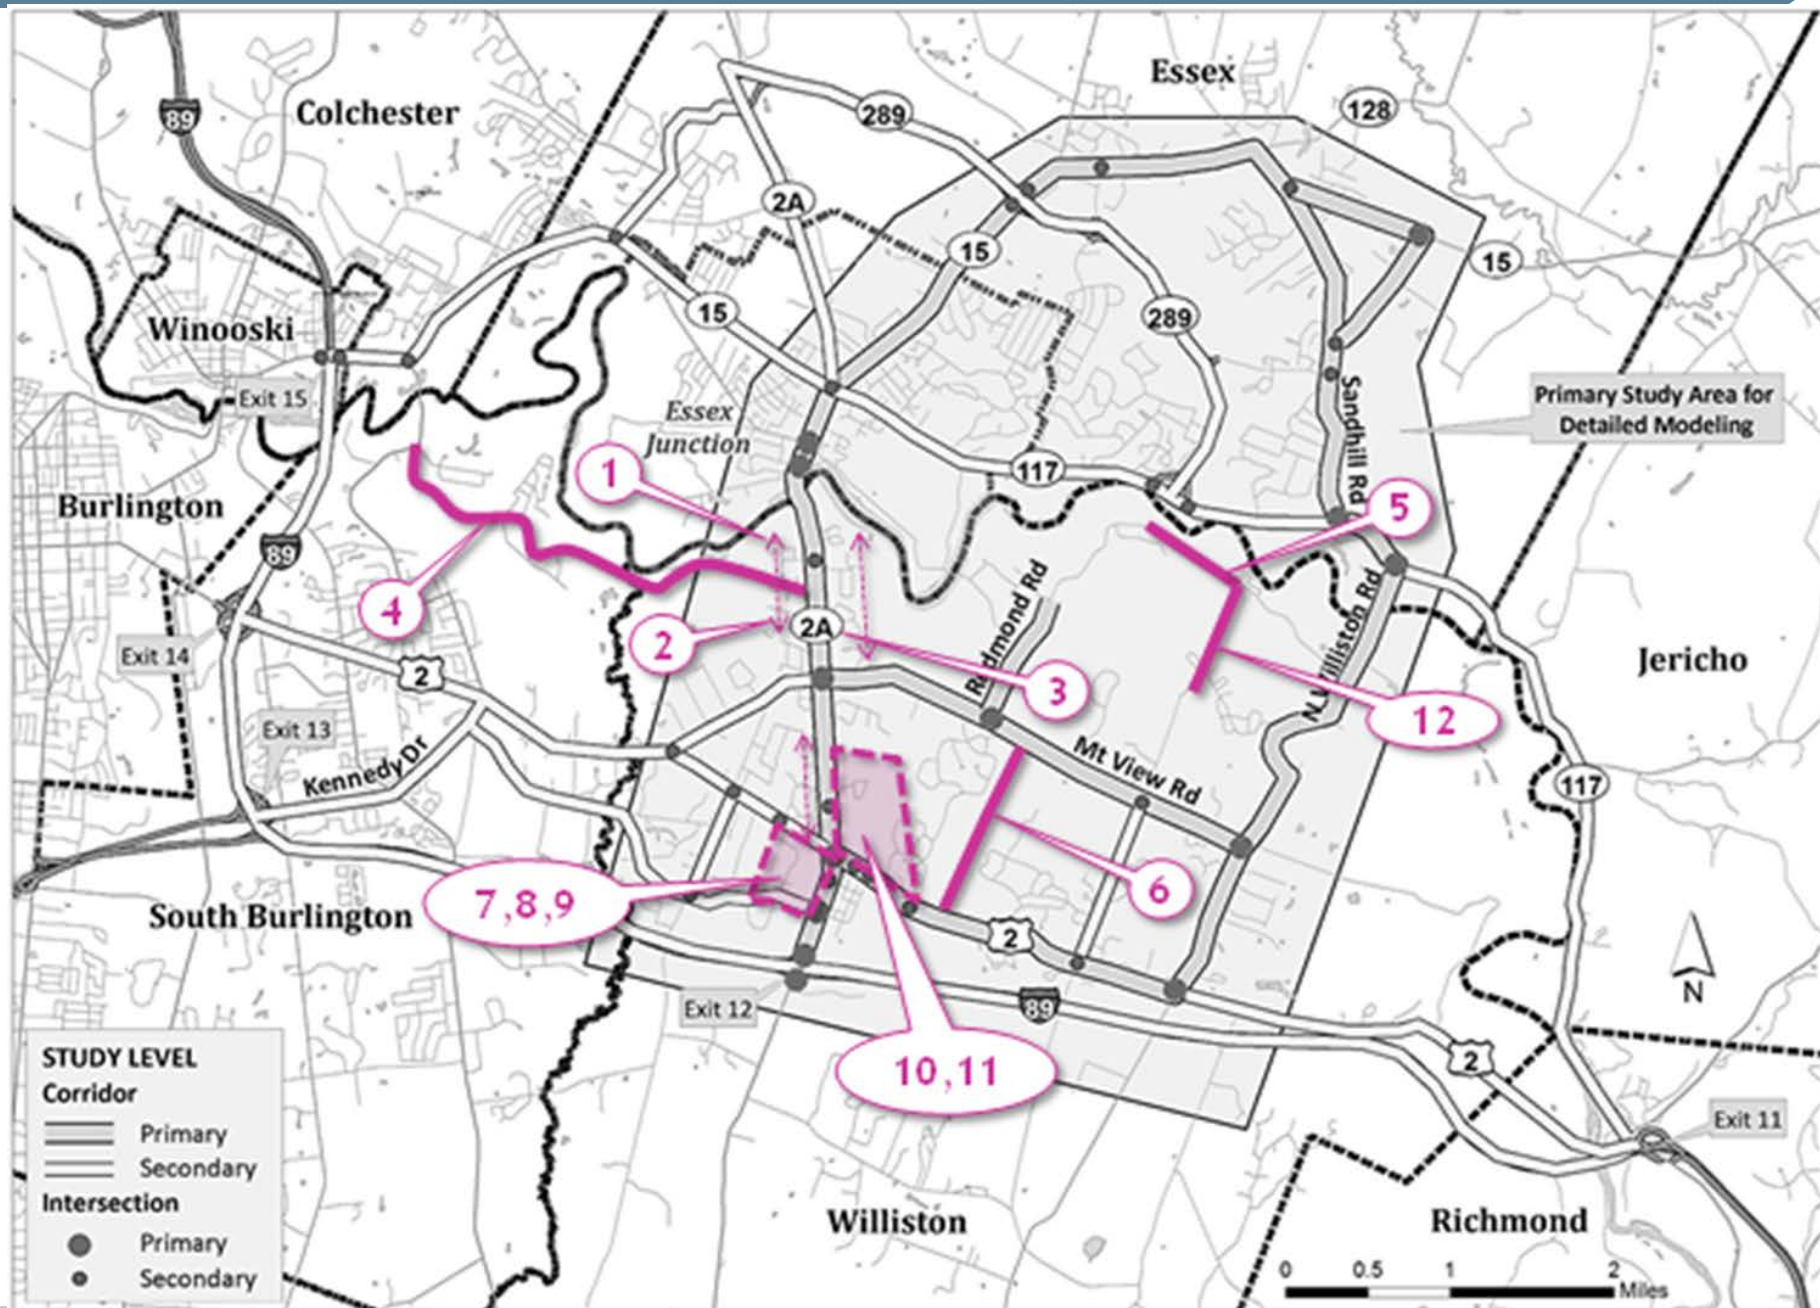 Essex
128
89
Colchester
289
2A
15
15
15
Winooski
289
Exit 15
Essex
Junction
Sandhill Rd
Primary Study Area for
Detailed Modeling
1
117
5
Burlington
89
4
2
2A
Redmond Rd
N. Williston Rd
Exit 14
2
3
12
Jericho
Exit 13
Kennedy Dr
Mt View Rd
117
6
7,8,9
South Burlington
2
N
Exit 12
89
10,11
2
STUDY LEVEL
Corridor
Primary
Secondary
Intersection
Primary
Secondary
Exit 11
Williston
Richmond
0 0.5 1 2
Miles